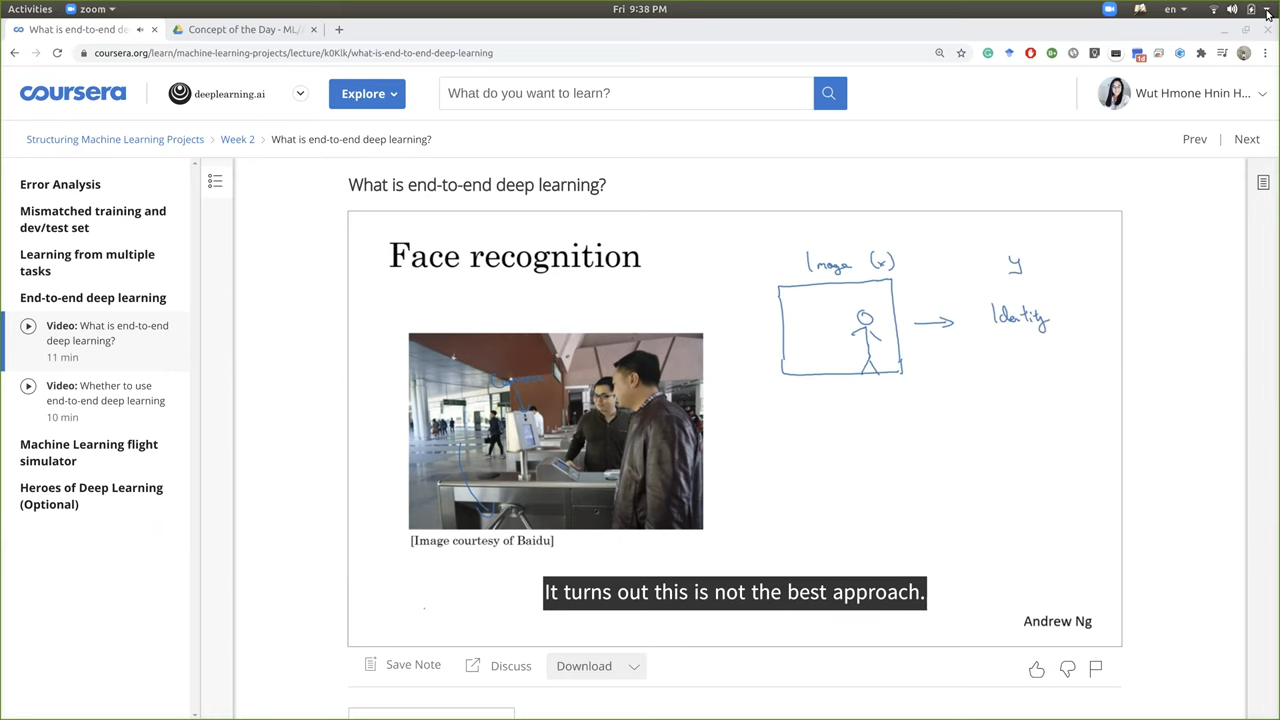 Activities zoom Fri 9:38 PM en
What is end-to-end de Concept of the Day - ML/
coursera.org/learn/machine-learning-projects/lecture/k0Klk/what-is-end-to-end-deep-learning
coursera deeplearning.ai Explore What do you want to learn? Wut Hmone Hnin H...
Structuring Machine Learning Projects > Week 2 > What is end-to-end deep learning? Prev | Next
Error Analysis
Mismatched training and
dev/test set
Learning from multiple
tasks
End-to-end deep learning
Video: What is end-to-end
deep learning?
11 min
Video: Whether to use
end-to-end deep learning
10 min
Machine Learning flight
simulator
Heroes of Deep Learning
(Optional)
What is end-to-end deep learning?
Face recognition
Image (x) y
Identity
[Image courtesy of Baidu]
It turns out this is not the best approach.
Andrew Ng
Save Note Discuss Download